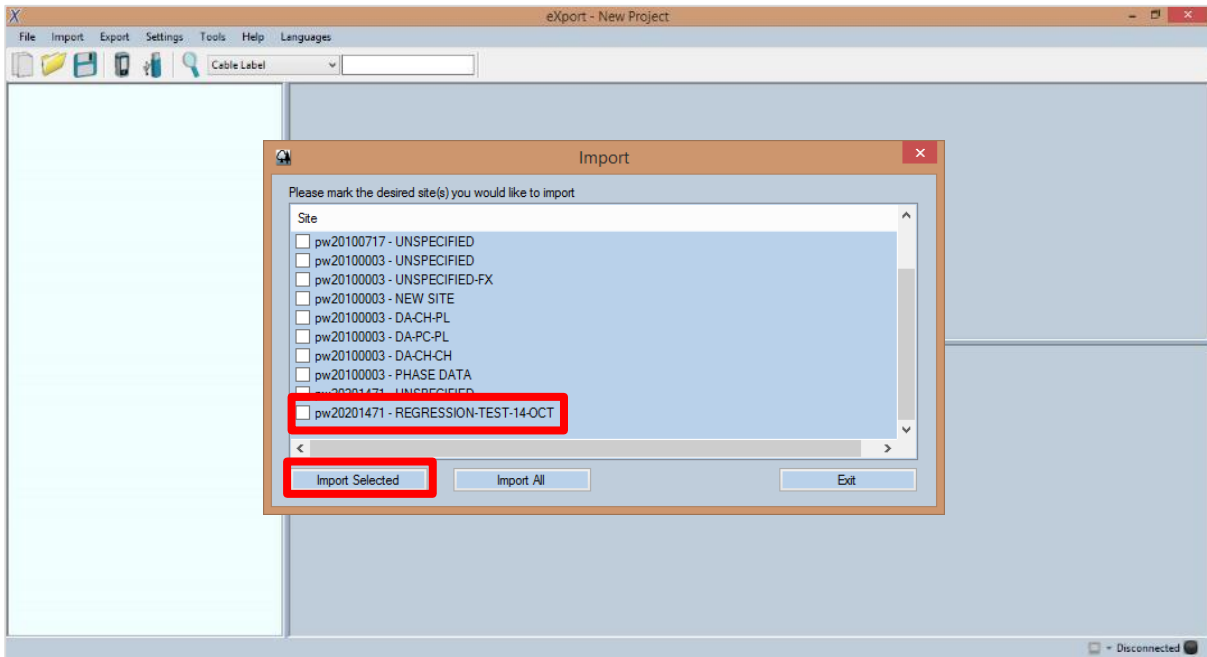 X eXport - New Project
File Import Export Settings Tools Help Languages
Cable Label
Import
Please mark the desired site(s) you would like to import
Site
pw20100717 - UNSPECIFIED
pw20100003 - UNSPECIFIED
pw20100003 - UNSPECIFIED-FX
pw20100003 - NEW SITE
pw20100003 - DA-CH-PL
pw20100003 - DA-PC-PL
pw20100003 - DA-CH-CH
pw20100003 - PHASE DATA
pw20201471 - UNSPECIFIED
pw20201471 - REGRESSION-TEST-14-OCT
Import Selected Import All Exit
Disconnected